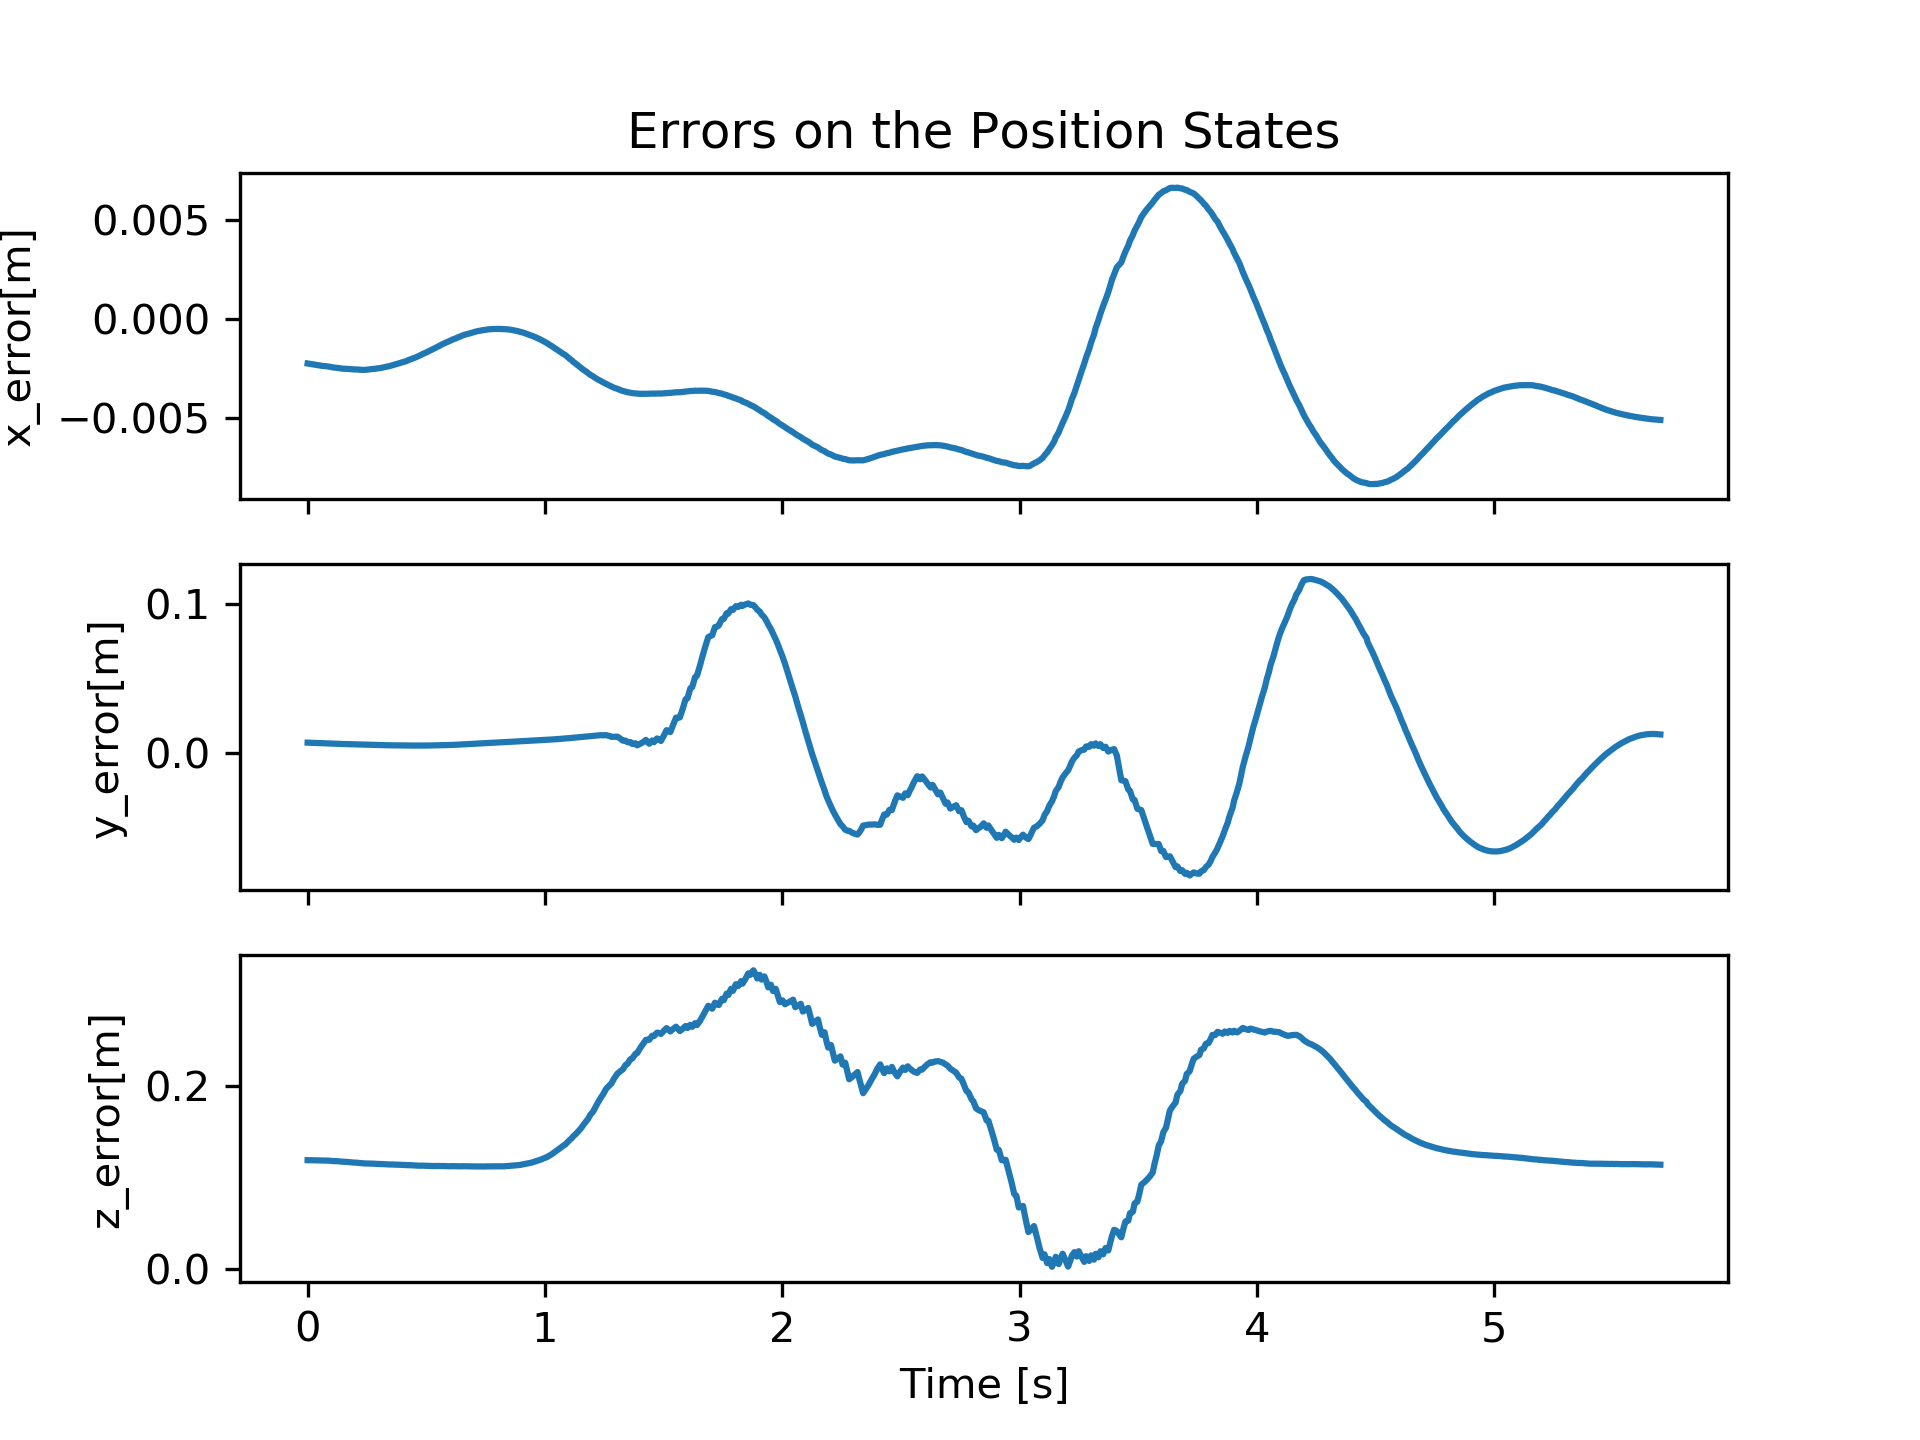 Errors on the Position States
x_error[m]
0.005
0.000
−0.005
y_error[m]
0.1
0.0
z_error[m]
0.2
0.0
0 1 2 3 4 5
Time [s]